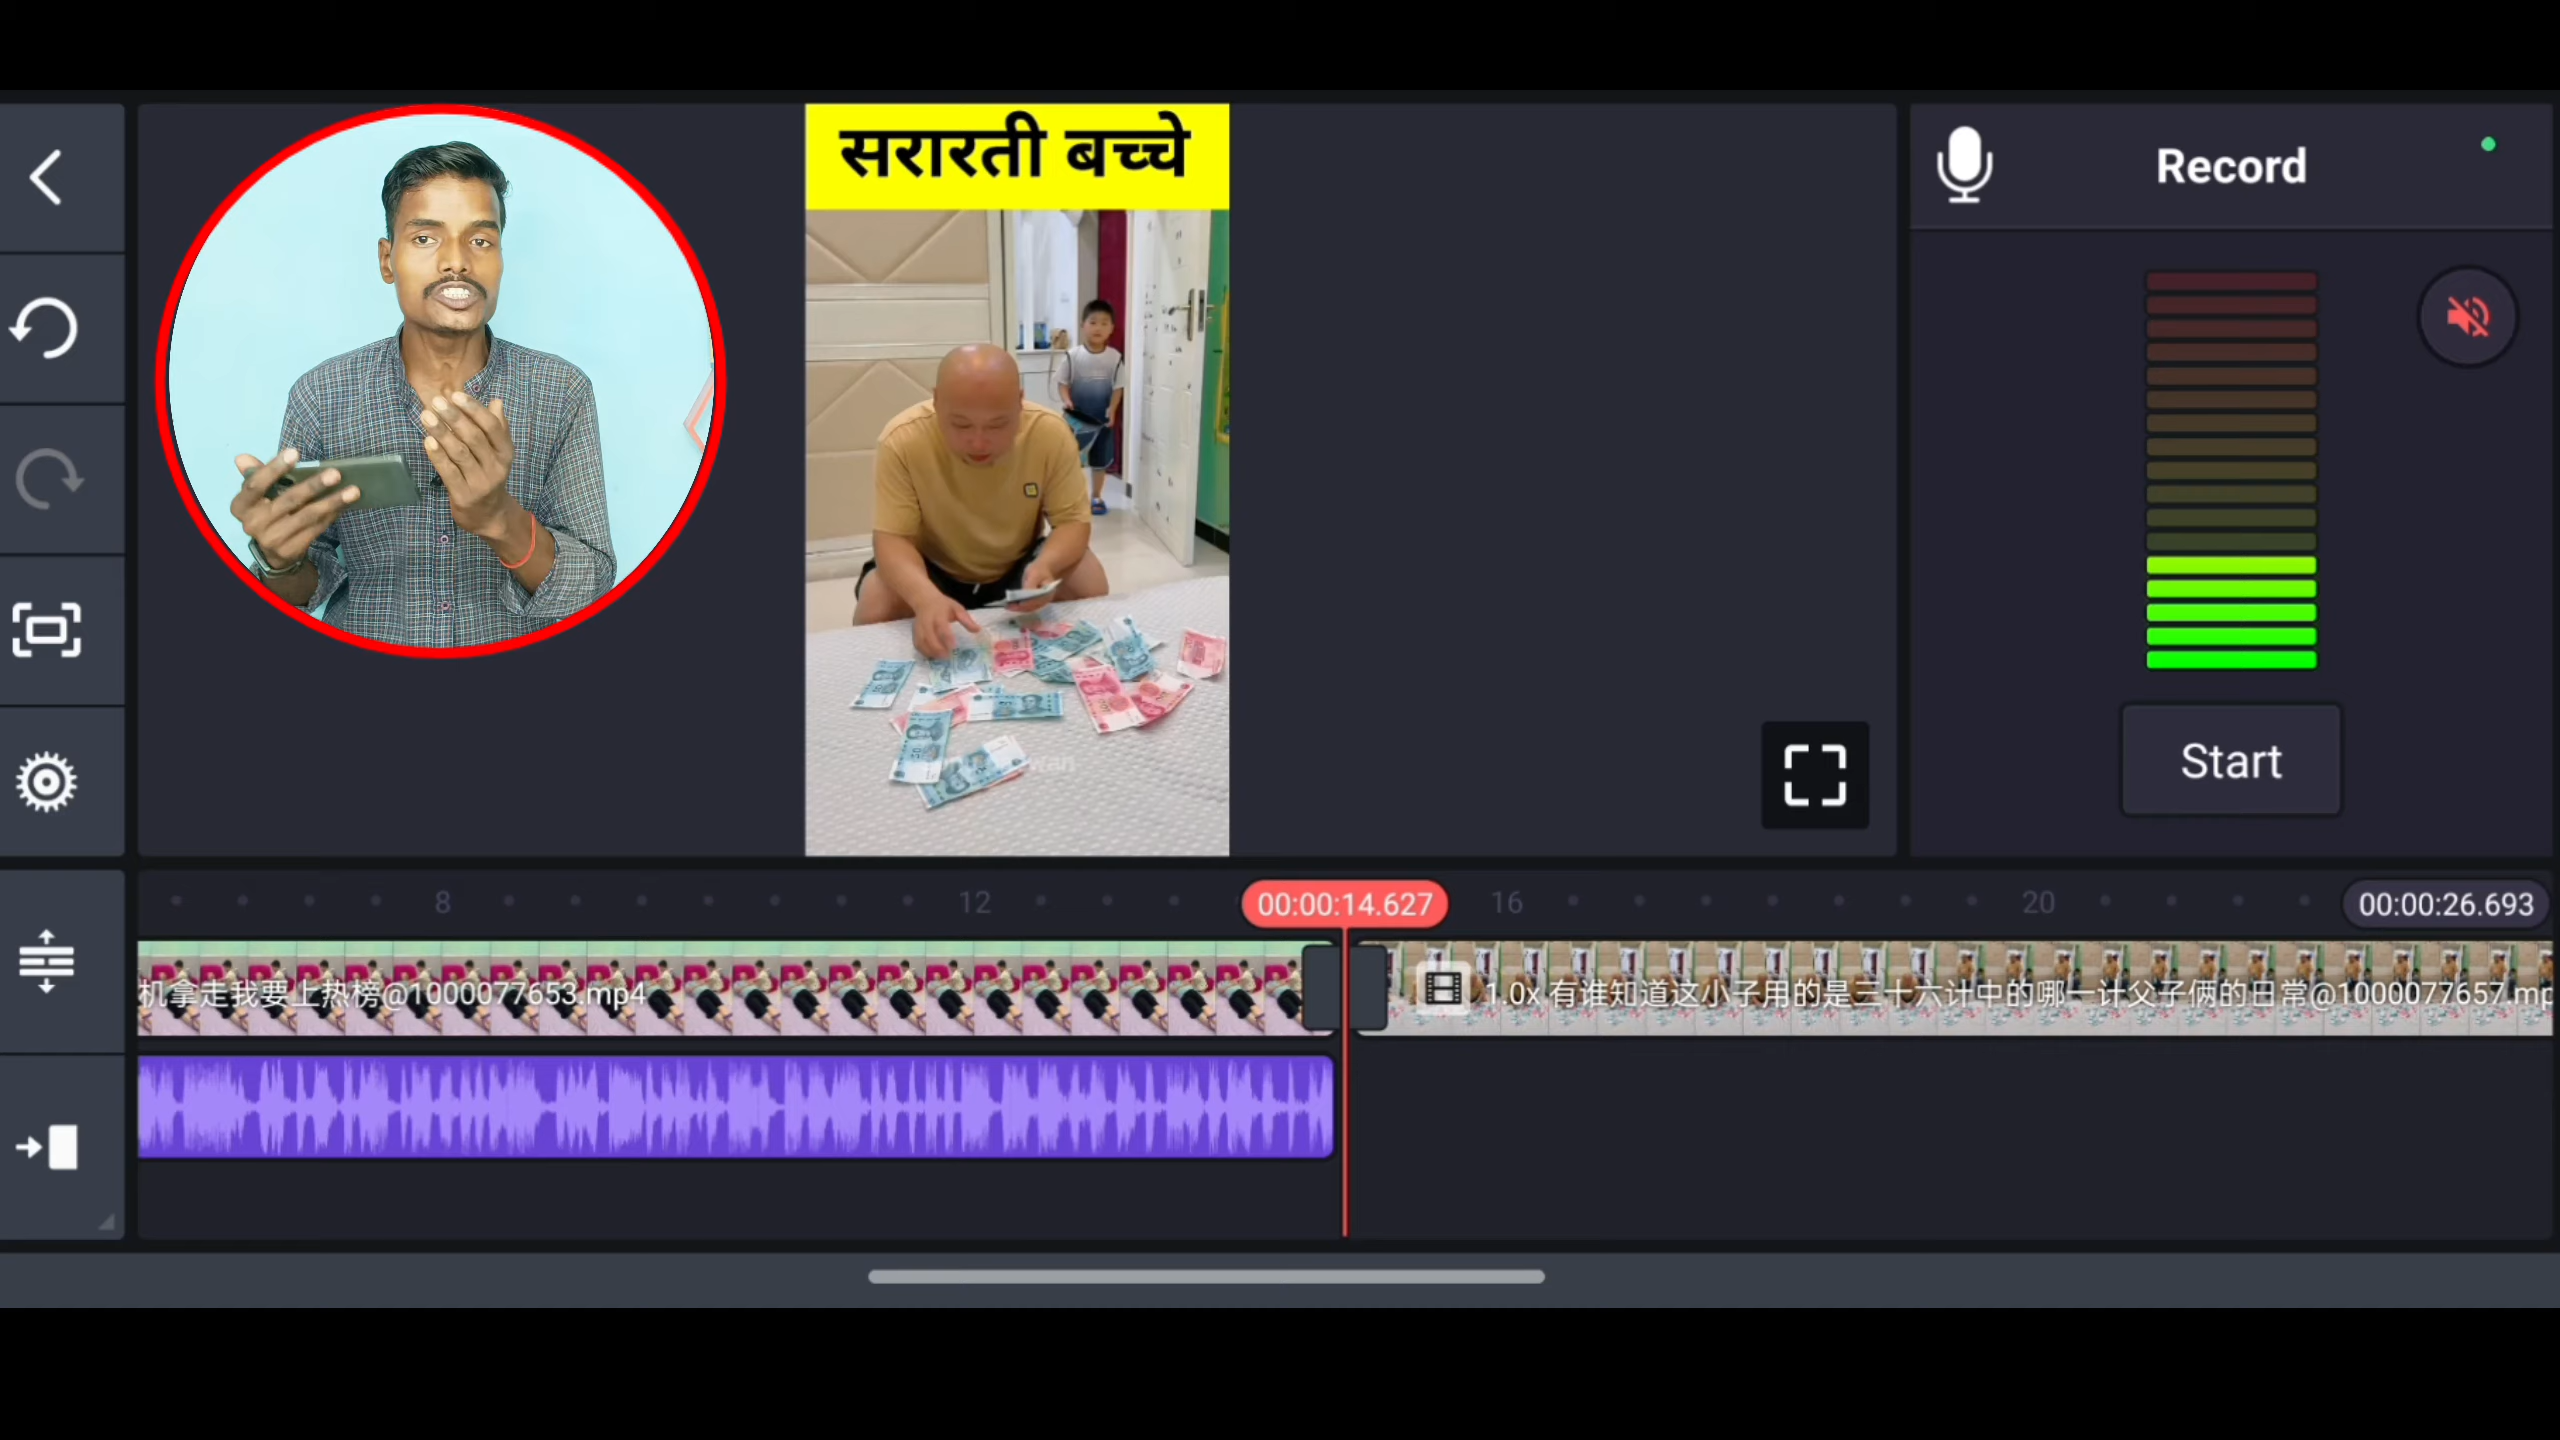 सरारती बच्चे
Record
Start
8
12
00:00:14.627
16
20
00:00:26.693
机拿走我要上热榜@1000077653.mp4
1.0x 有谁知道这小子用的是三十六计中的哪一计父子俩的日常@1000077657.mp